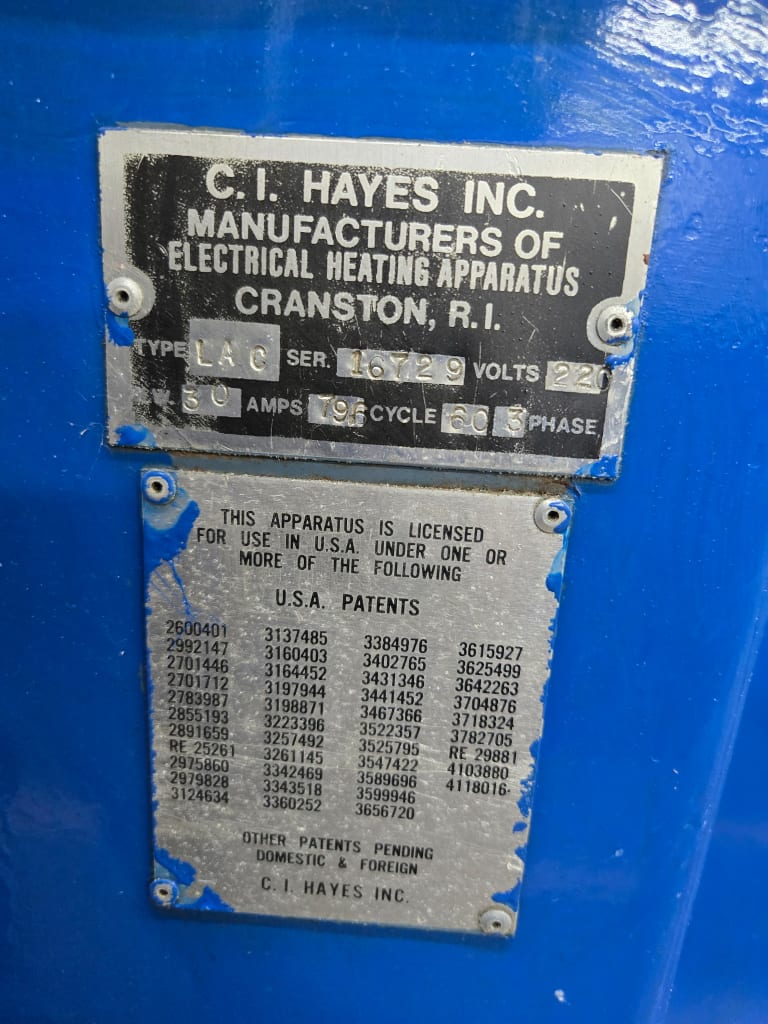 C. I. HAYES INC.
MANUFACTURERS OF
ELECTRICAL HEATING APPARATUS
CRANSTON, R. I.
TYPE LAC SER. 16729 VOLTS 220
W. 30 AMPS 796 CYCLE 60 3 PHASE
THIS APPARATUS IS LICENSED
FOR USE IN U.S.A. UNDER ONE OR
MORE OF THE FOLLOWING
U.S.A. PATENTS
2600401 3137485 3384976 3615927
2992147 3160403 3402765 3625499
2701446 3164452 3431346 3642263
2701712 3197944 3441452 3704876
2783987 3198871 3467366 3718324
2855193 3223396 3522357 3782705
2891659 3257492 3525795 RE 29881
RE 25261 3261145 3547422 4103880
2975860 3342469 3589696 4118016
2979828 3343518 3599946
3124634 3360252 3656720
OTHER PATENTS PENDING
DOMESTIC & FOREIGN
C. I. HAYES INC.